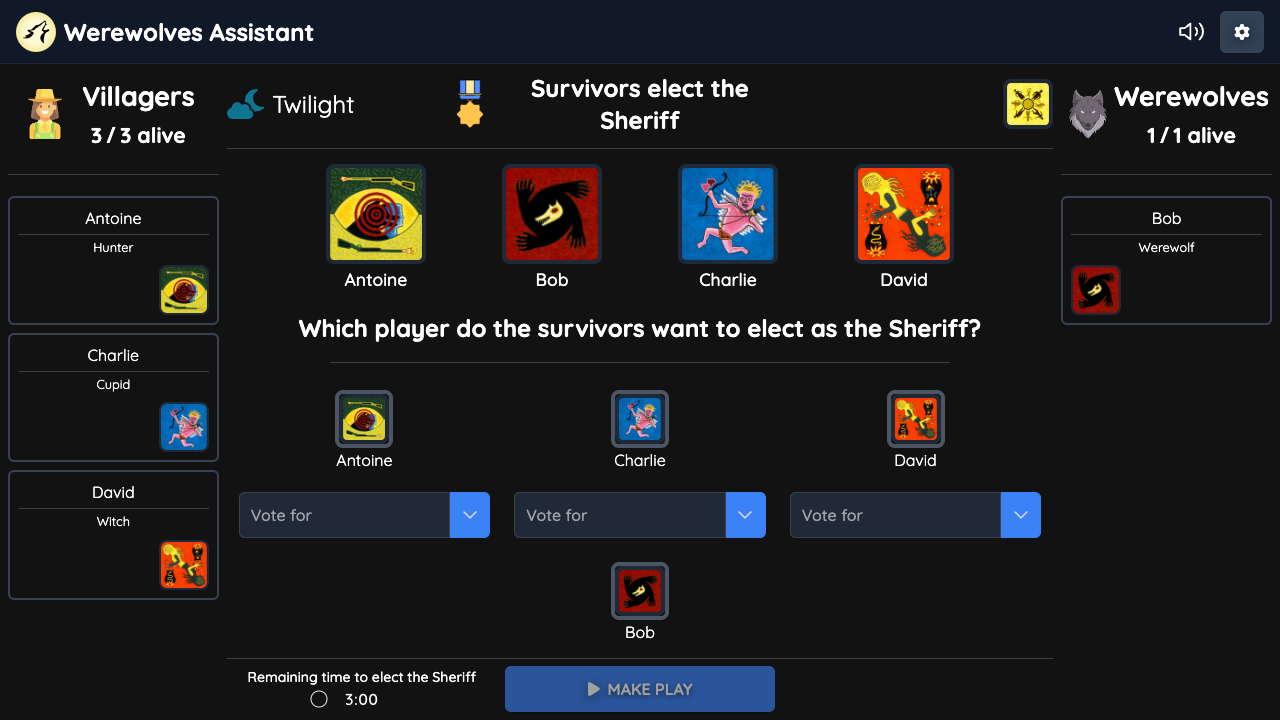 Werewolves Assistant
Villagers
3 / 3 alive
Twilight
Survivors elect the
Sheriff
Werewolves
1 / 1 alive
Antoine
Hunter
Charlie
Cupid
David
Witch
Antoine
Bob
Charlie
David
Which player do the survivors want to elect as the Sheriff?
Antoine
Charlie
David
Vote for
Vote for
Vote for
Bob
Remaining time to elect the Sheriff
3:00
MAKE PLAY
Bob
Werewolf